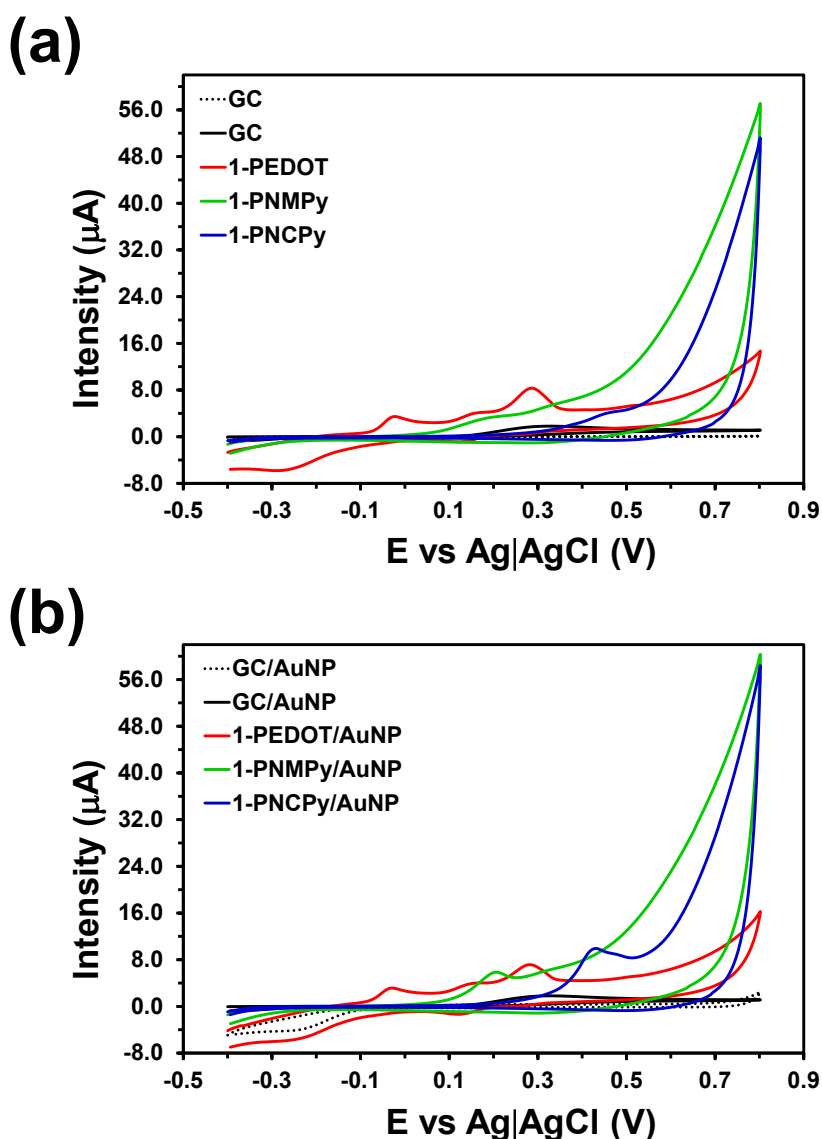 (a)
56.0
48.0
40.0
32.0
24.0
16.0
8.0
0.0
-8.0
Intensity (μA)
GC
GC
1-PEDOT
1-PNMPy
1-PNCPy
-0.5 -0.3 -0.1 0.1 0.3 0.5 0.7 0.9
E vs Ag|AgCl (V)
(b)
56.0
48.0
40.0
32.0
24.0
16.0
8.0
0.0
-8.0
Intensity (μA)
GC/AuNP
GC/AuNP
1-PEDOT/AuNP
1-PNMPy/AuNP
1-PNCPy/AuNP
-0.5 -0.3 -0.1 0.1 0.3 0.5 0.7 0.9
E vs Ag|AgCl (V)